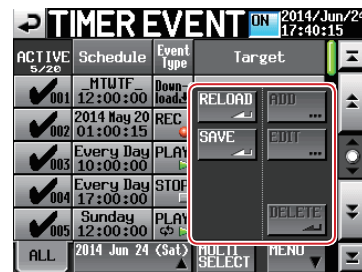 TIMER EVENT ON 2014/Jun/24
17:40:15
ACTIVE 5/20 Schedule Event Type Target
001 _MTWTF_ 12:00:00 Down-load
002 2014 May 20 01:00:15 REC
003 Every Day 10:00:00 PLAY
004 Every Day 17:00:00 STOP
005 Sunday 12:00:00 PLAY
RELOAD ADD ...
SAVE EDIT ...
DELETE
ALL 2014 Jun 24 (Sat) MULTI SELECT MENU